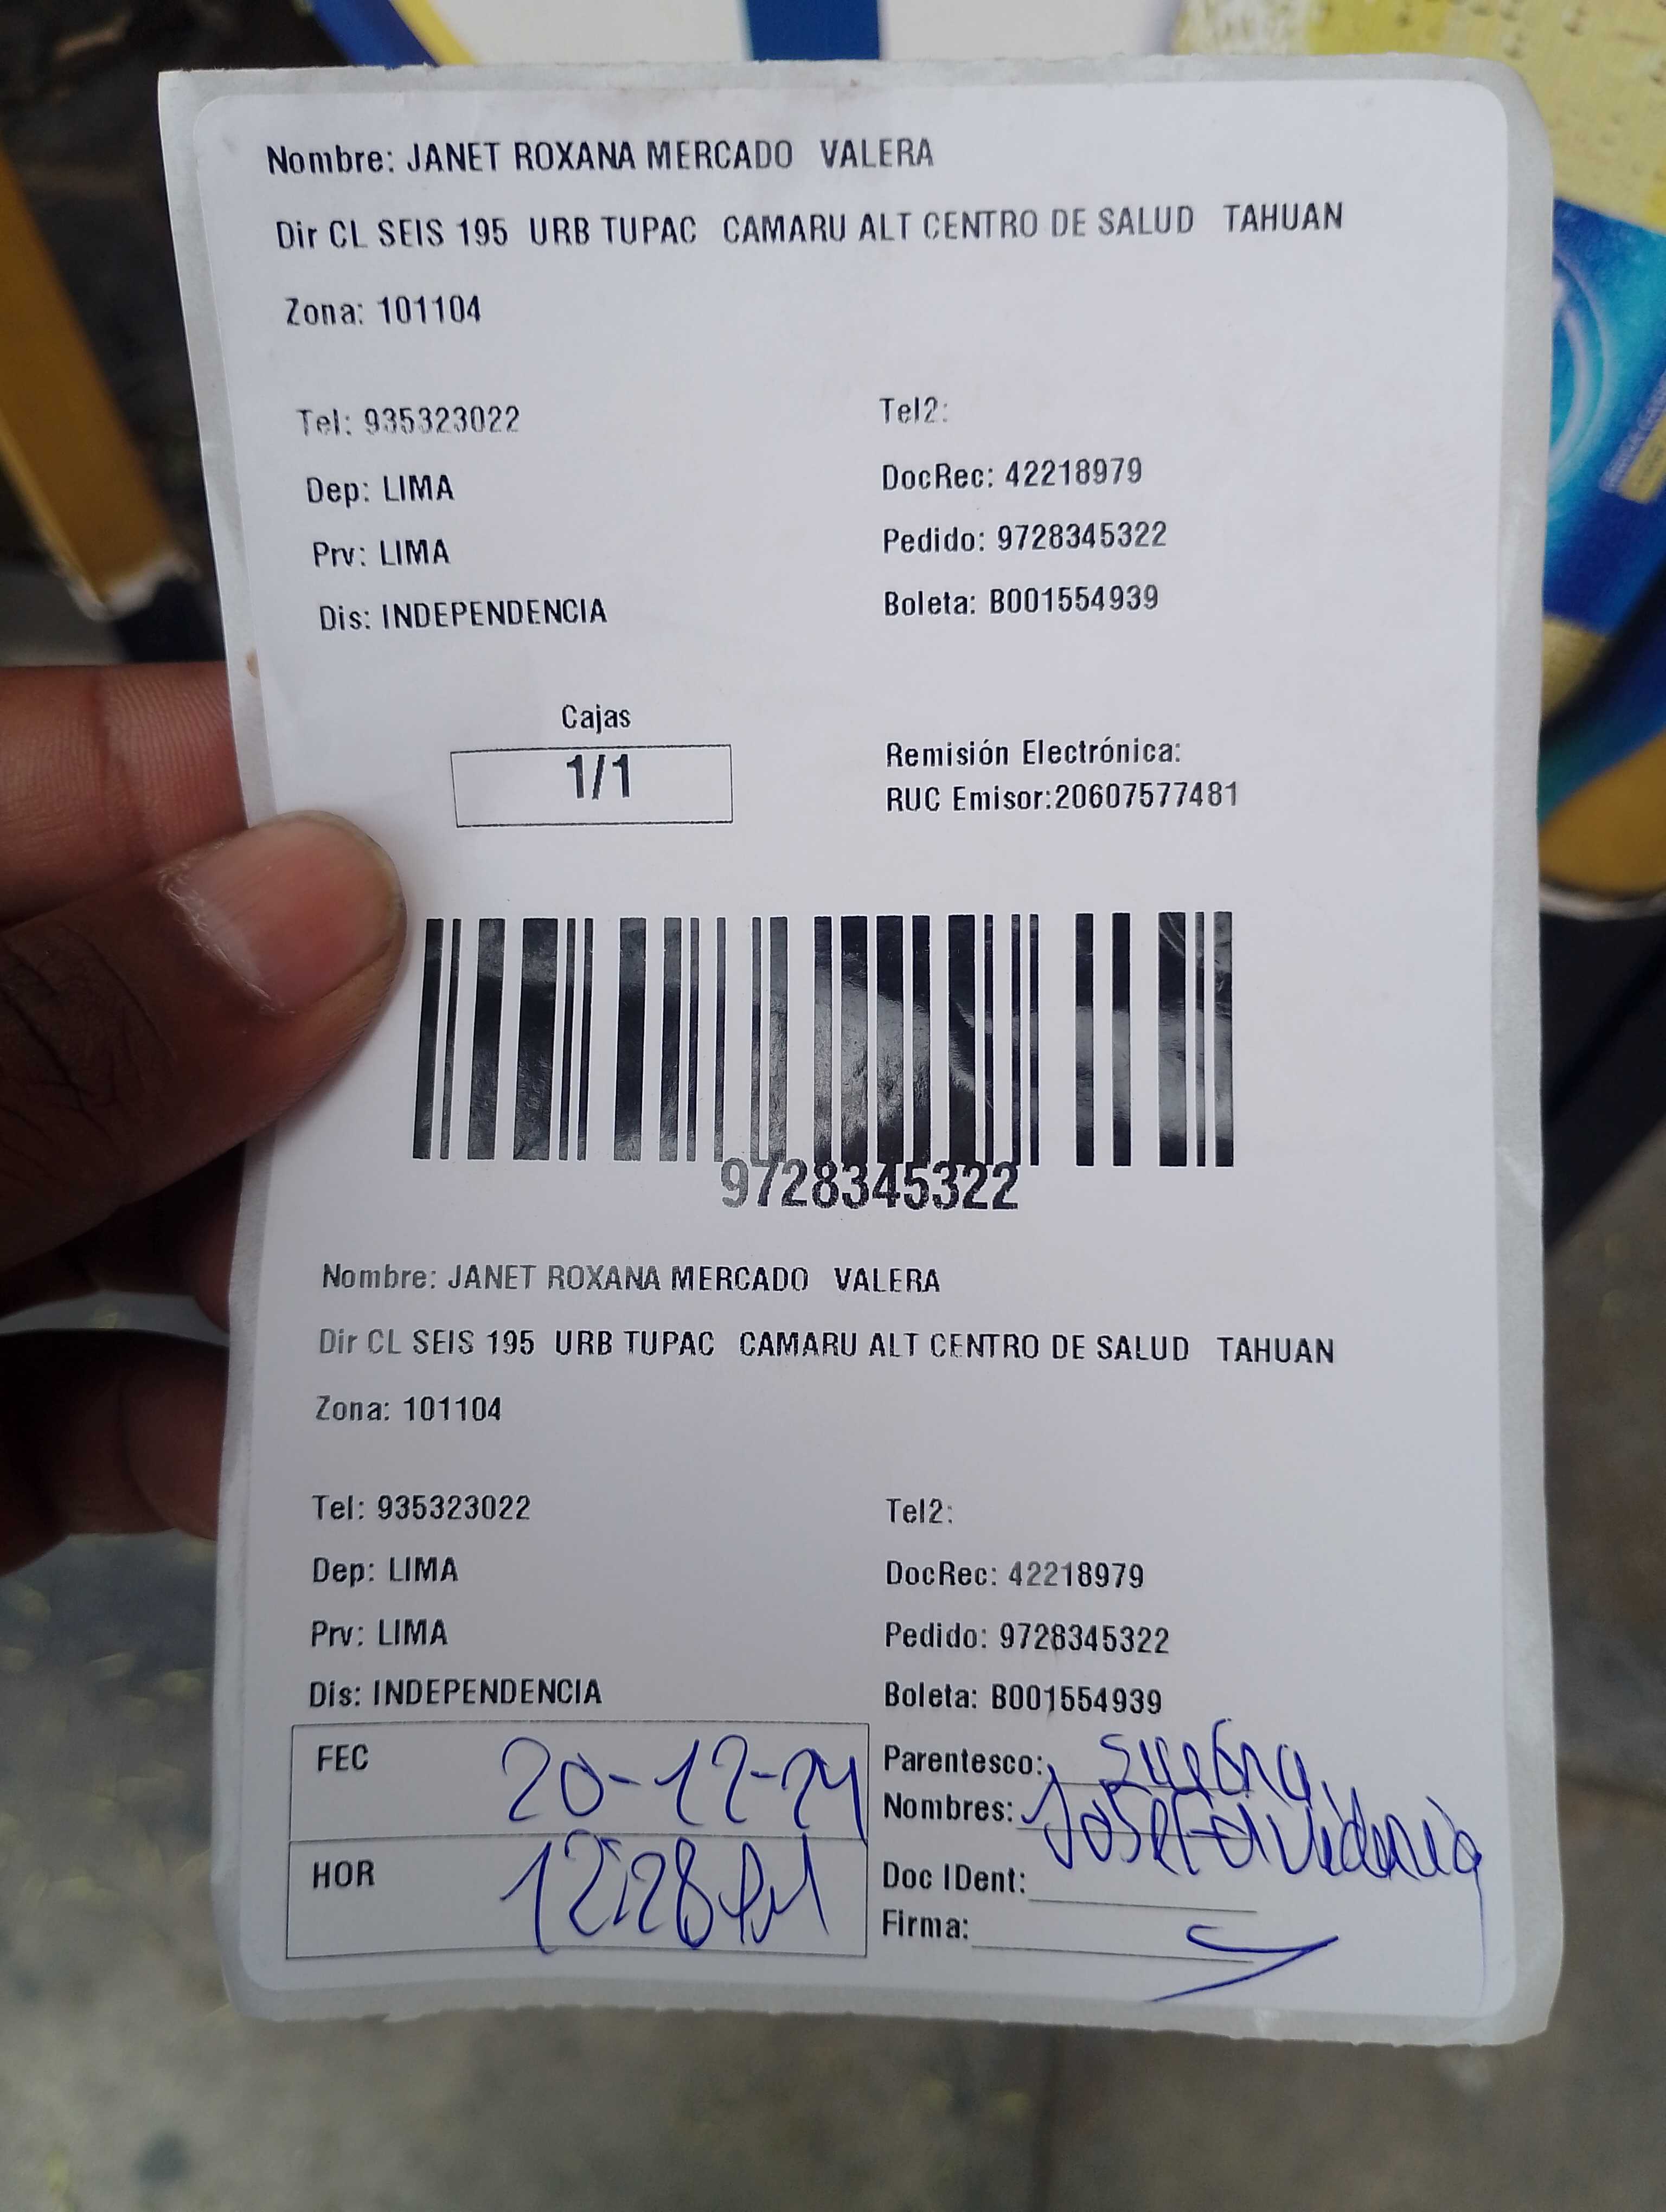 Nombre: JANET ROXANA MERCADO VALERA
Dir CL SEIS 195 URB TUPAC CAMARU ALT CENTRO DE SALUD TAHUAN
Zona: 101104
Tel: 935323022 Tel2:
Dep: LIMA DocRec: 42218979
Prv: LIMA Pedido: 9728345322
Dis: INDEPENDENCIA Boleta: B001554939
Cajas
1/1
Remisión Electrónica:
RUC Emisor:20607577481
9728345322
Nombre: JANET ROXANA MERCADO VALERA
Dir CL SEIS 195 URB TUPAC CAMARU ALT CENTRO DE SALUD TAHUAN
Zona: 101104
Tel: 935323022 Tel2:
Dep: LIMA DocRec: 42218979
Prv: LIMA Pedido: 9728345322
Dis: INDEPENDENCIA Boleta: B001554939
FEC 20-12-24 Parentesco: suegra
Nombres:
HOR 12:28 PM Doc IDent:
Firma: